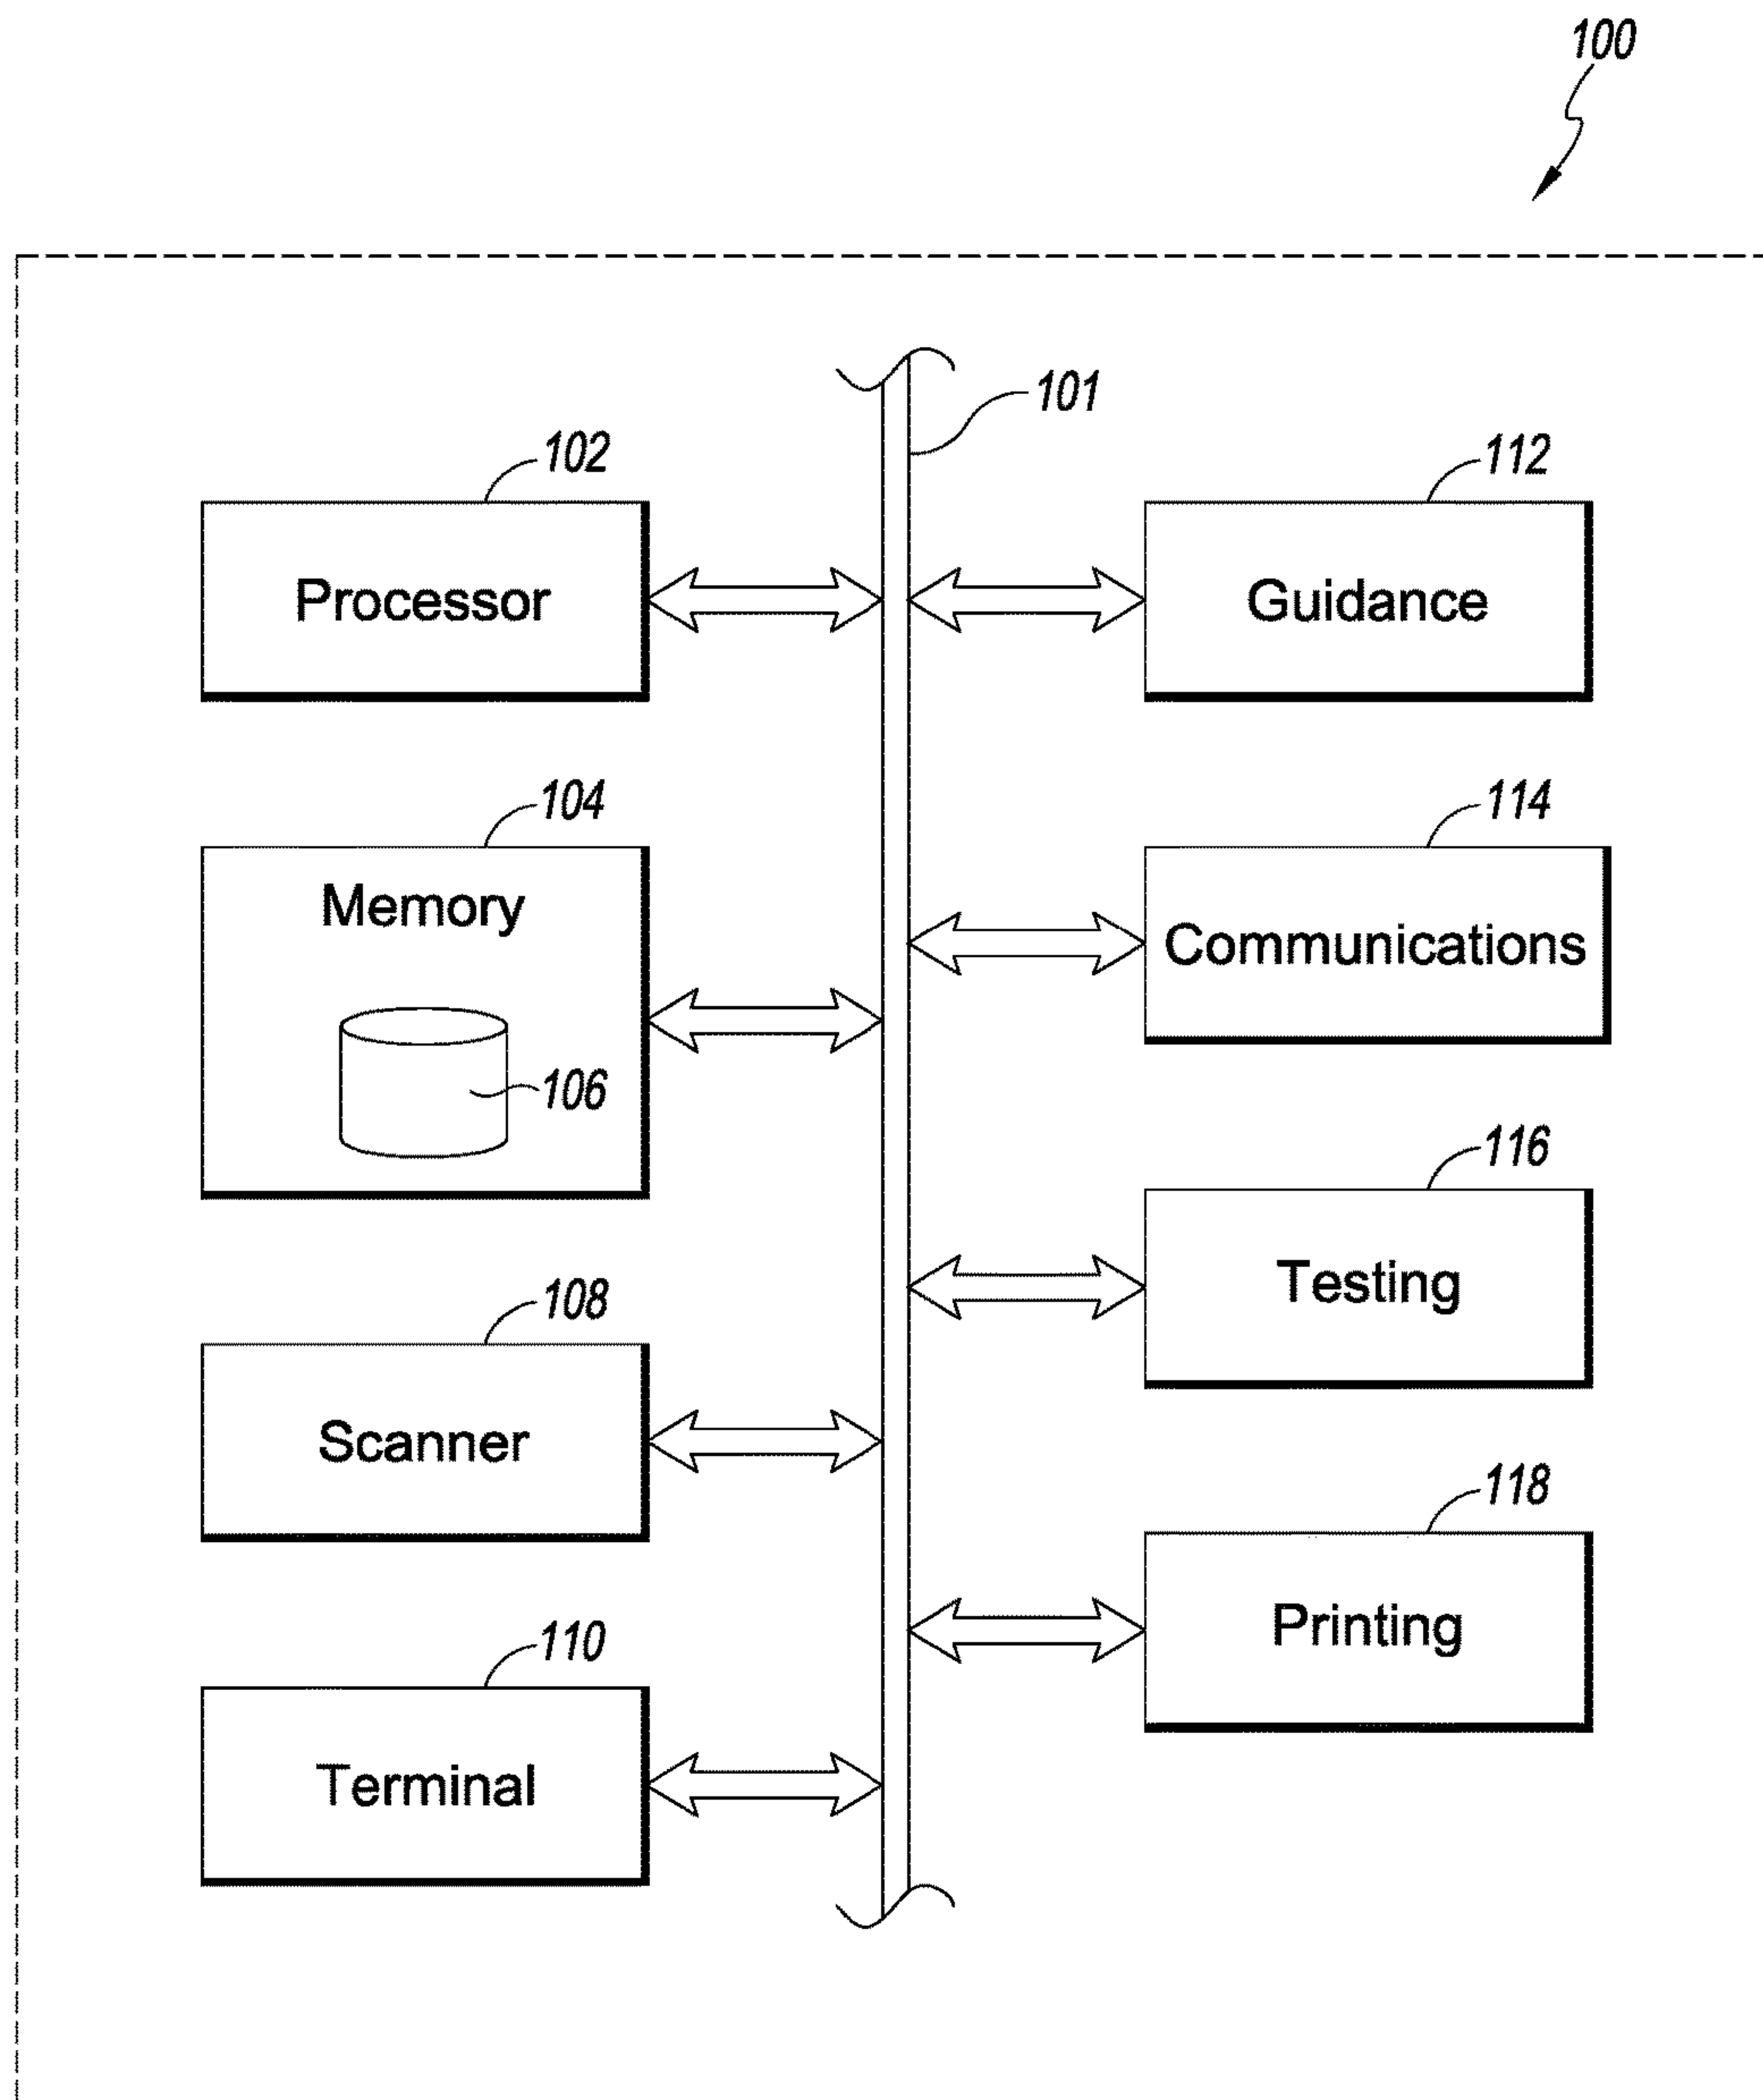 100
101
102
Processor
112
Guidance
104
Memory
106
114
Communications
108
Scanner
116
Testing
110
Terminal
118
Printing